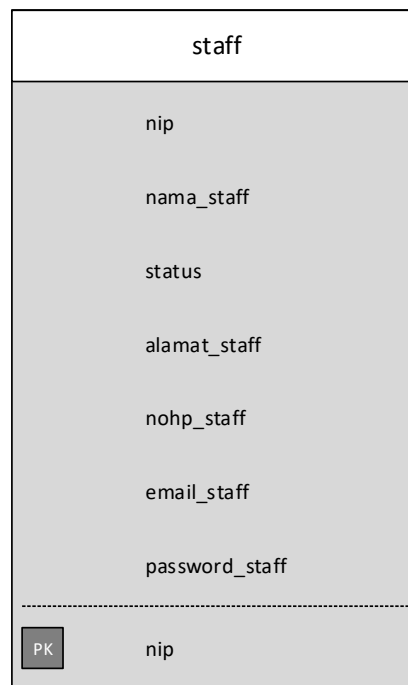 staff
nip
nama_staff
status
alamat_staff
nohp_staff
email_staff
password_staff
PK nip